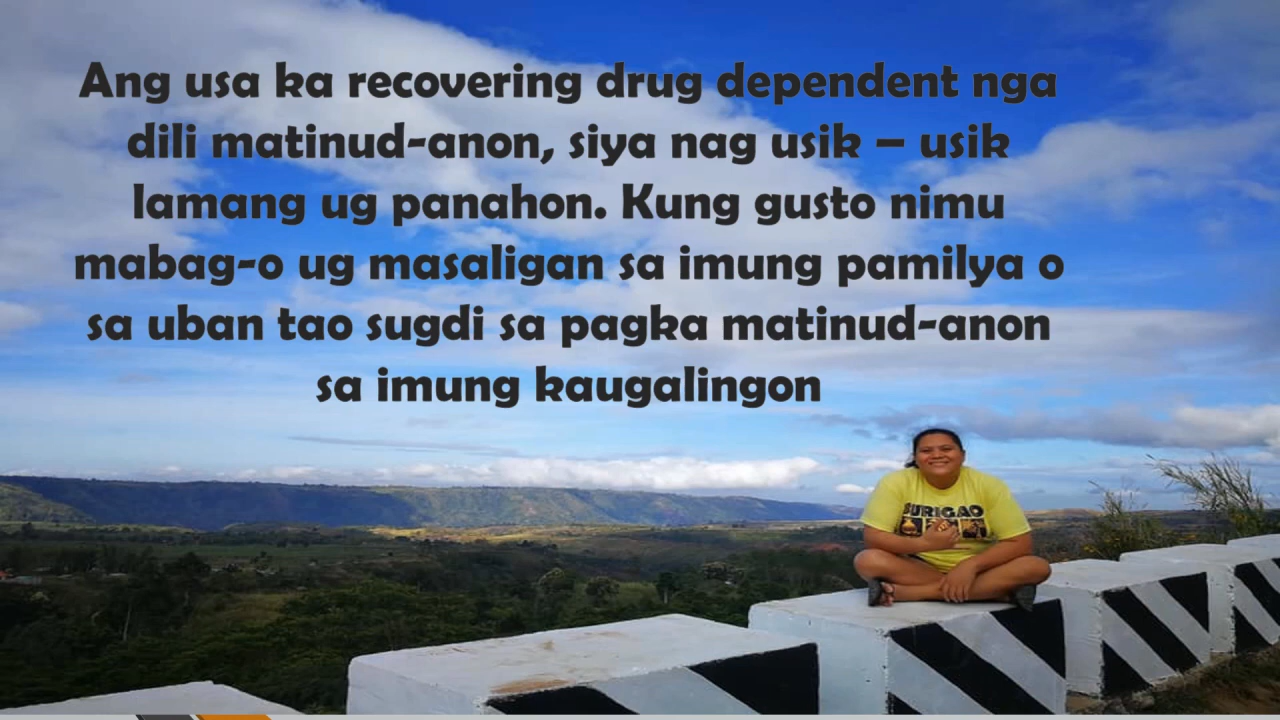 Ang usa ka recovering drug dependent nga
dili matinud-anon, siya nag usik – usik
lamang ug panahon. Kung gusto nimu
mabag-o ug masaligan sa imung pamilya o
sa uban tao sugdi sa pagka matinud-anon
sa imung kaugalingon
SURIGAO